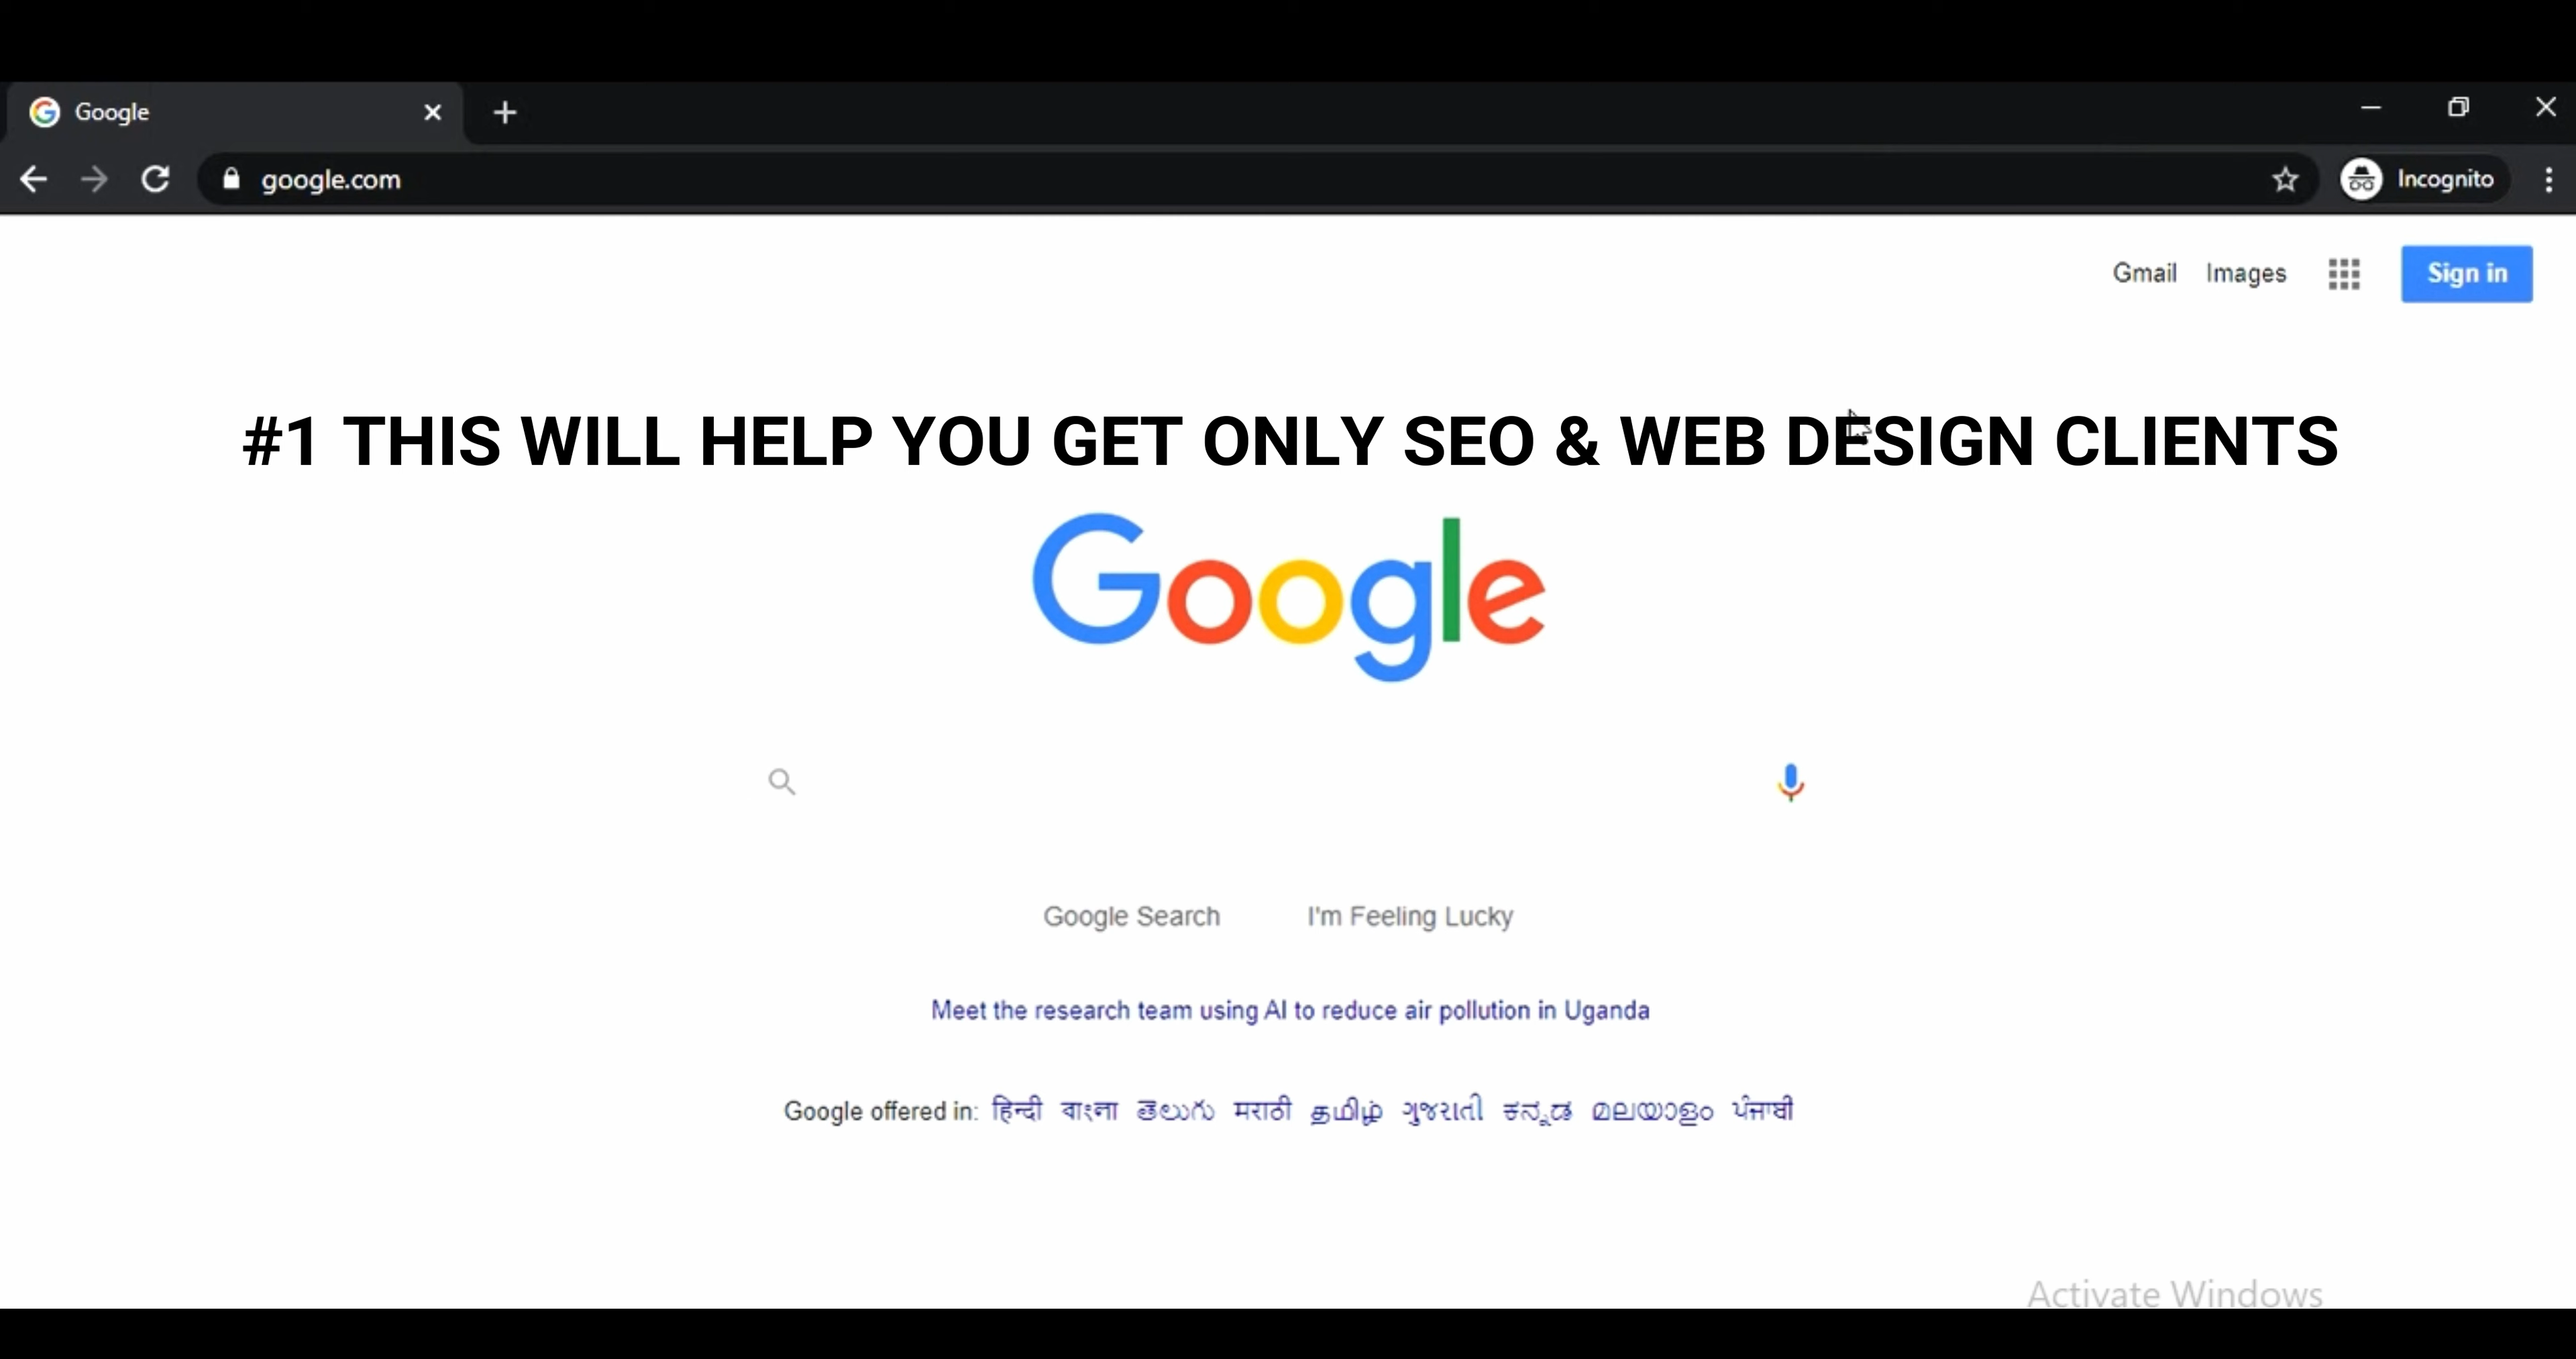 Google
google.com
Incognito
Gmail Images Sign in
#1 THIS WILL HELP YOU GET ONLY SEO & WEB DESIGN CLIENTS
Google
Google Search I'm Feeling Lucky
Meet the research team using AI to reduce air pollution in Uganda
Google offered in: हिन्दी বাংলা తెలుగు मराठी தமிழ் ગુજરાતી ಕನ್ನಡ മലയാളം ਪੰਜਾਬੀ
Activate Windows